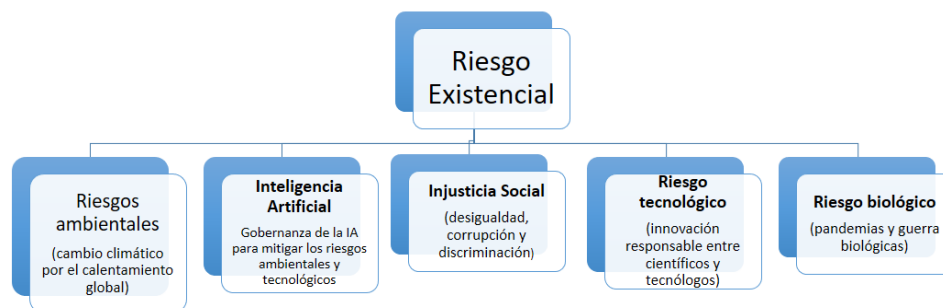 Riesgo
Existencial
Riesgos
ambientales
(cambio climático
por el calentamiento
global)
Inteligencia
Artificial
Gobernanza de la IA
para mitigar los riesgos
ambientales y
tecnológicos
Injusticia Social
(desigualdad,
corrupción y
discriminación)
Riesgo
tecnológico
(innovación
responsable entre
científicos y
tecnólogos)
Riesgo biológico
(pandemias y guerra
biológicas)